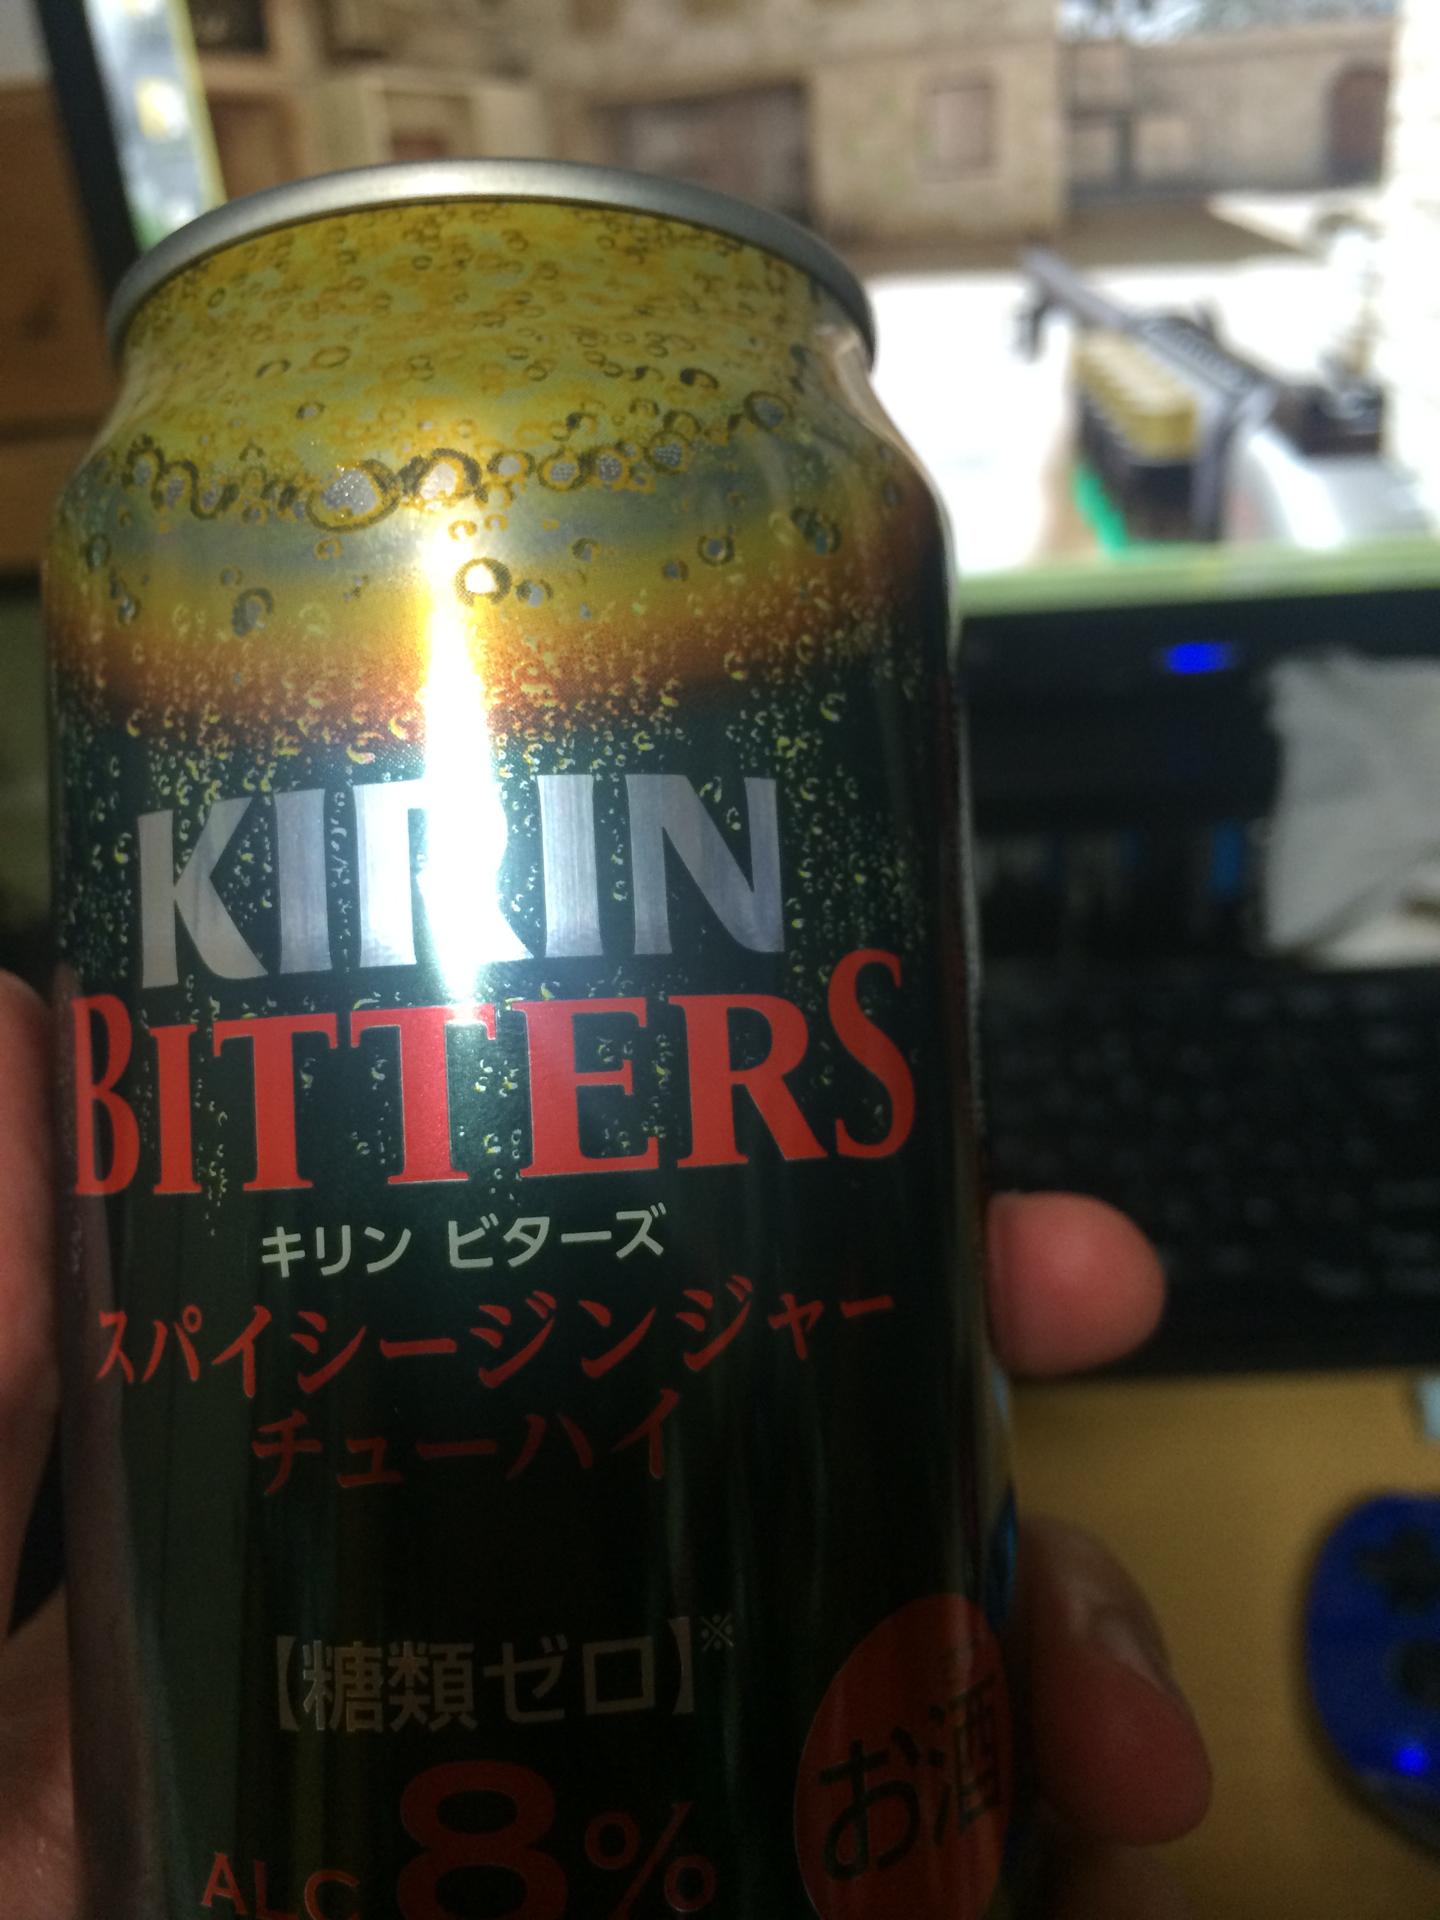 KIRIN
BITTERS
キリン ビターズ
スパイシージンジャー
チューハイ
【糖類ゼロ】※
ALC 8%
お酒